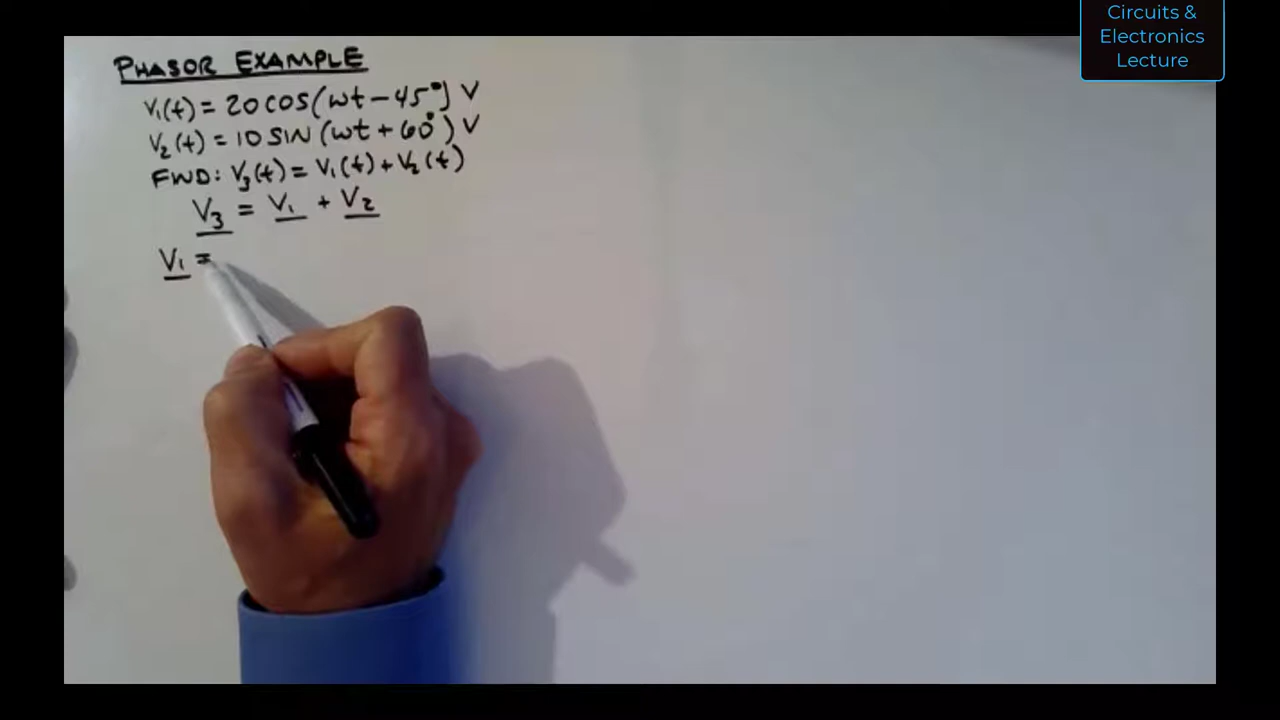 Circuits &
Electronics
Lecture
PHASOR EXAMPLE
V₁(t) = 20 COS(ωt − 45°) V
V₂(t) = 10 SIN (ωt + 60°) V
FIND: V₃(t) = V₁(t) + V₂(t)
V₃ = V₁ + V₂
V₁ =